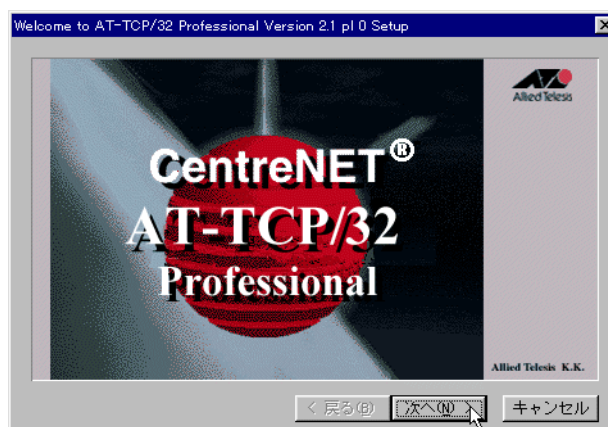 Welcome to AT-TCP/32 Professional Version 2.1 pl 0 Setup
Allied Telesis
CentreNET®
AT-TCP/32
Professional
Allied Telesis K.K.
< 戻る(B)
次へ(N) >
キャンセル